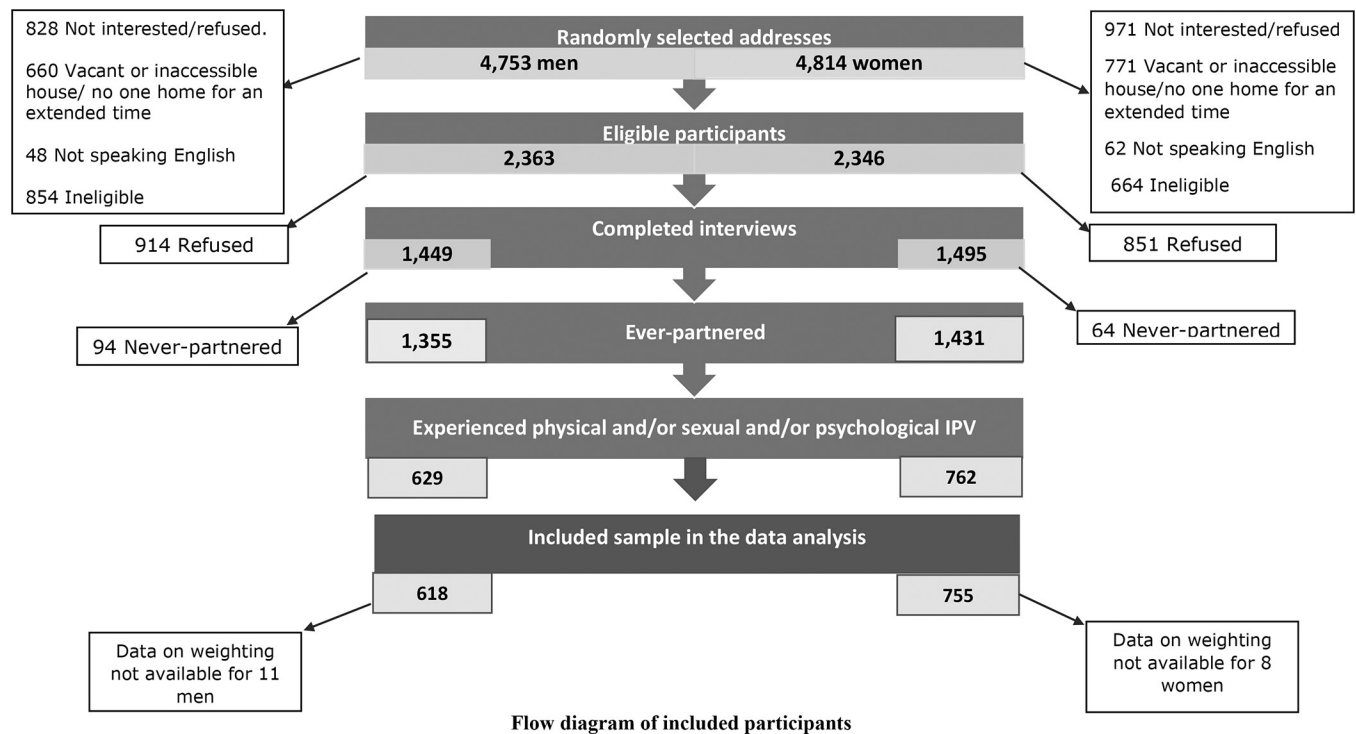 828 Not interested/refused.
660 Vacant or inaccessible
house/ no one home for an
extended time
48 Not speaking English
854 Ineligible
Randomly selected addresses
4,753 men
4,814 women
971 Not interested/refused
771 Vacant or inaccessible
house/no one home for an
extended time
62 Not speaking English
664 Ineligible
Eligible participants
2,363
2,346
914 Refused
851 Refused
Completed interviews
1,449
1,495
94 Never-partnered
64 Never-partnered
Ever-partnered
1,355
1,431
Experienced physical and/or sexual and/or psychological IPV
629
762
Included sample in the data analysis
618
755
Data on weighting
not available for 11
men
Data on weighting
not available for 8
women
Flow diagram of included participants